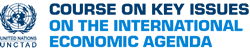 COURSE ON KEY ISSUES
ON THE INTERNATIONAL
ECONOMIC AGENDA
UNITED NATIONS
UNCTAD